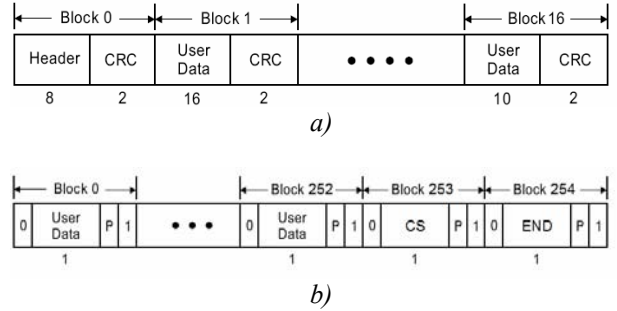 Block 0 Block 1 Block 16
Header CRC User Data CRC User Data CRC
8 2 16 2 10 2
a)
Block 0 Block 252 Block 253 Block 254
0 User Data P 1 0 User Data P 1 0 CS P 1 0 END P 1
1 1 1 1
b)